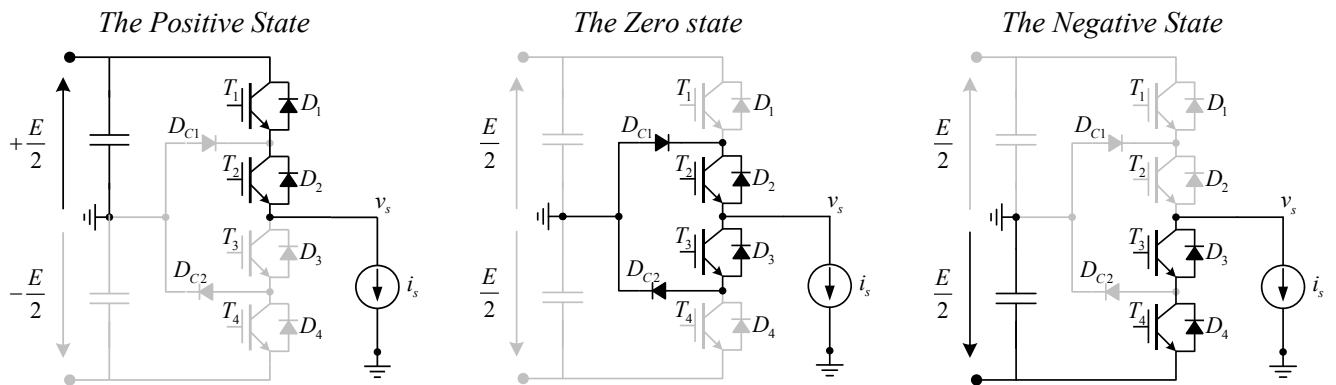 The Positive State
T1
D1
DC1
+E/2
T2
D2
vs
T3
D3
DC2
-E/2
is
T4
D4
The Zero state
T1
D1
DC1
E/2
T2
D2
vs
T3
D3
DC2
E/2
is
T4
D4
The Negative State
T1
D1
DC1
E/2
T2
D2
vs
T3
D3
DC2
E/2
is
T4
D4